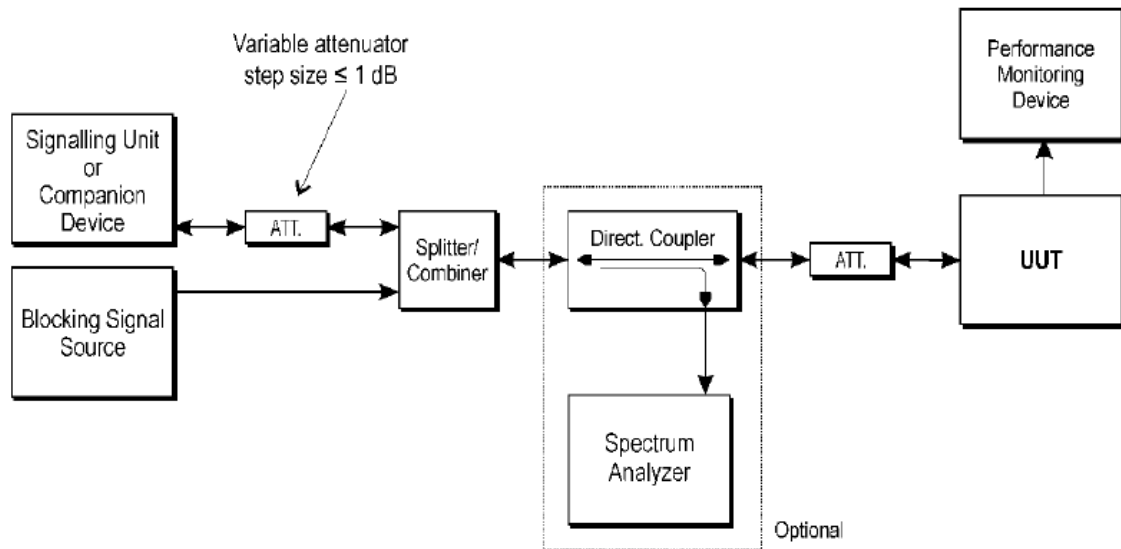 Variable attenuator
step size ≤ 1 dB
Performance
Monitoring
Device
Signalling Unit
or
Companion
Device
ATT.
Splitter/
Combiner
Direct. Coupler
ATT.
UUT
Blocking Signal
Source
Spectrum
Analyzer
Optional